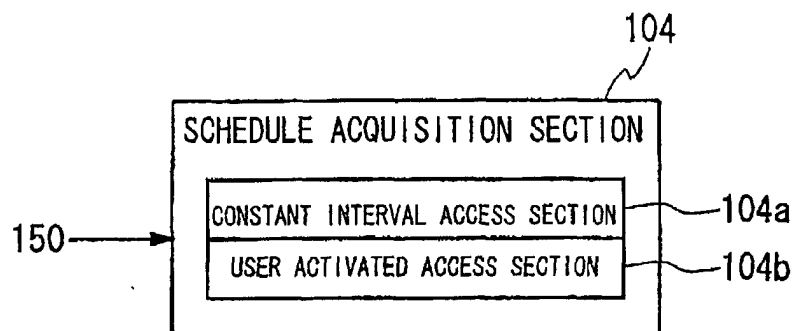 104
SCHEDULE ACQUISITION SECTION
CONSTANT INTERVAL ACCESS SECTION
104a
150
USER ACTIVATED ACCESS SECTION
104b